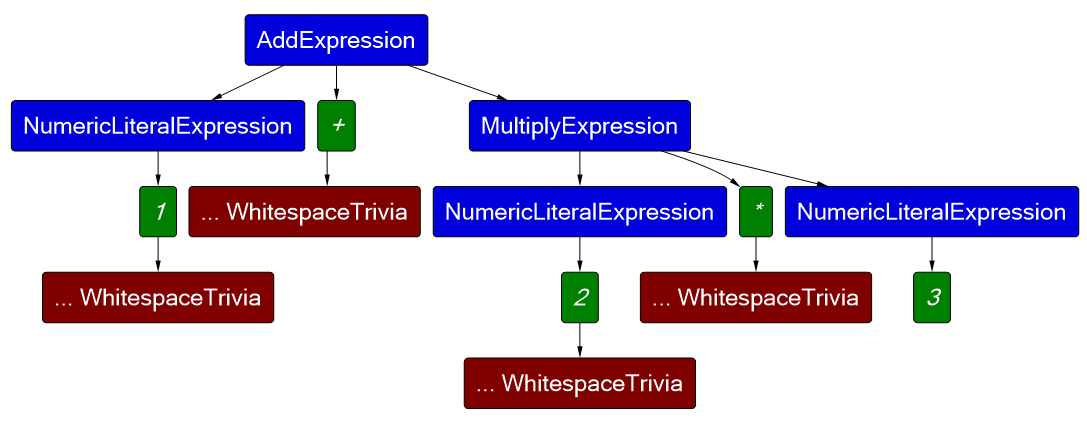 AddExpression
NumericLiteralExpression + MultiplyExpression
1 ... WhitespaceTrivia NumericLiteralExpression * NumericLiteralExpression
... WhitespaceTrivia 2 ... WhitespaceTrivia 3
... WhitespaceTrivia